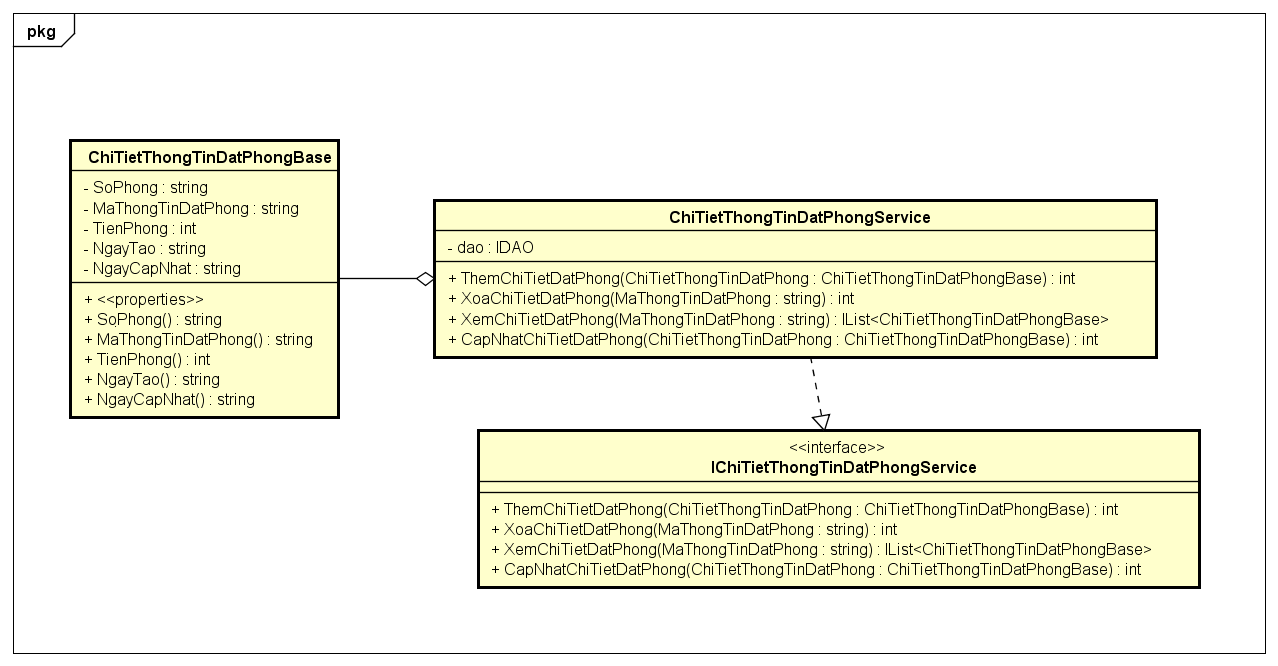 pkg
ChiTietThongTinDatPhongBase
- SoPhong : string
- MaThongTinDatPhong : string
- TienPhong : int
- NgayTao : string
- NgayCapNhat : string
+ <<properties>>
+ SoPhong() : string
+ MaThongTinDatPhong() : string
+ TienPhong() : int
+ NgayTao() : string
+ NgayCapNhat() : string
ChiTietThongTinDatPhongService
- dao : IDAO
+ ThemChiTietDatPhong(ChiTietThongTinDatPhong : ChiTietThongTinDatPhongBase) : int
+ XoaChiTietDatPhong(MaThongTinDatPhong : string) : int
+ XemChiTietDatPhong(MaThongTinDatPhong : string) : IList<ChiTietThongTinDatPhongBase>
+ CapNhatChiTietDatPhong(ChiTietThongTinDatPhong : ChiTietThongTinDatPhongBase) : int
<<interface>>
IChiTietThongTinDatPhongService
+ ThemChiTietDatPhong(ChiTietThongTinDatPhong : ChiTietThongTinDatPhongBase) : int
+ XoaChiTietDatPhong(MaThongTinDatPhong : string) : int
+ XemChiTietDatPhong(MaThongTinDatPhong : string) : IList<ChiTietThongTinDatPhongBase>
+ CapNhatChiTietDatPhong(ChiTietThongTinDatPhong : ChiTietThongTinDatPhongBase) : int